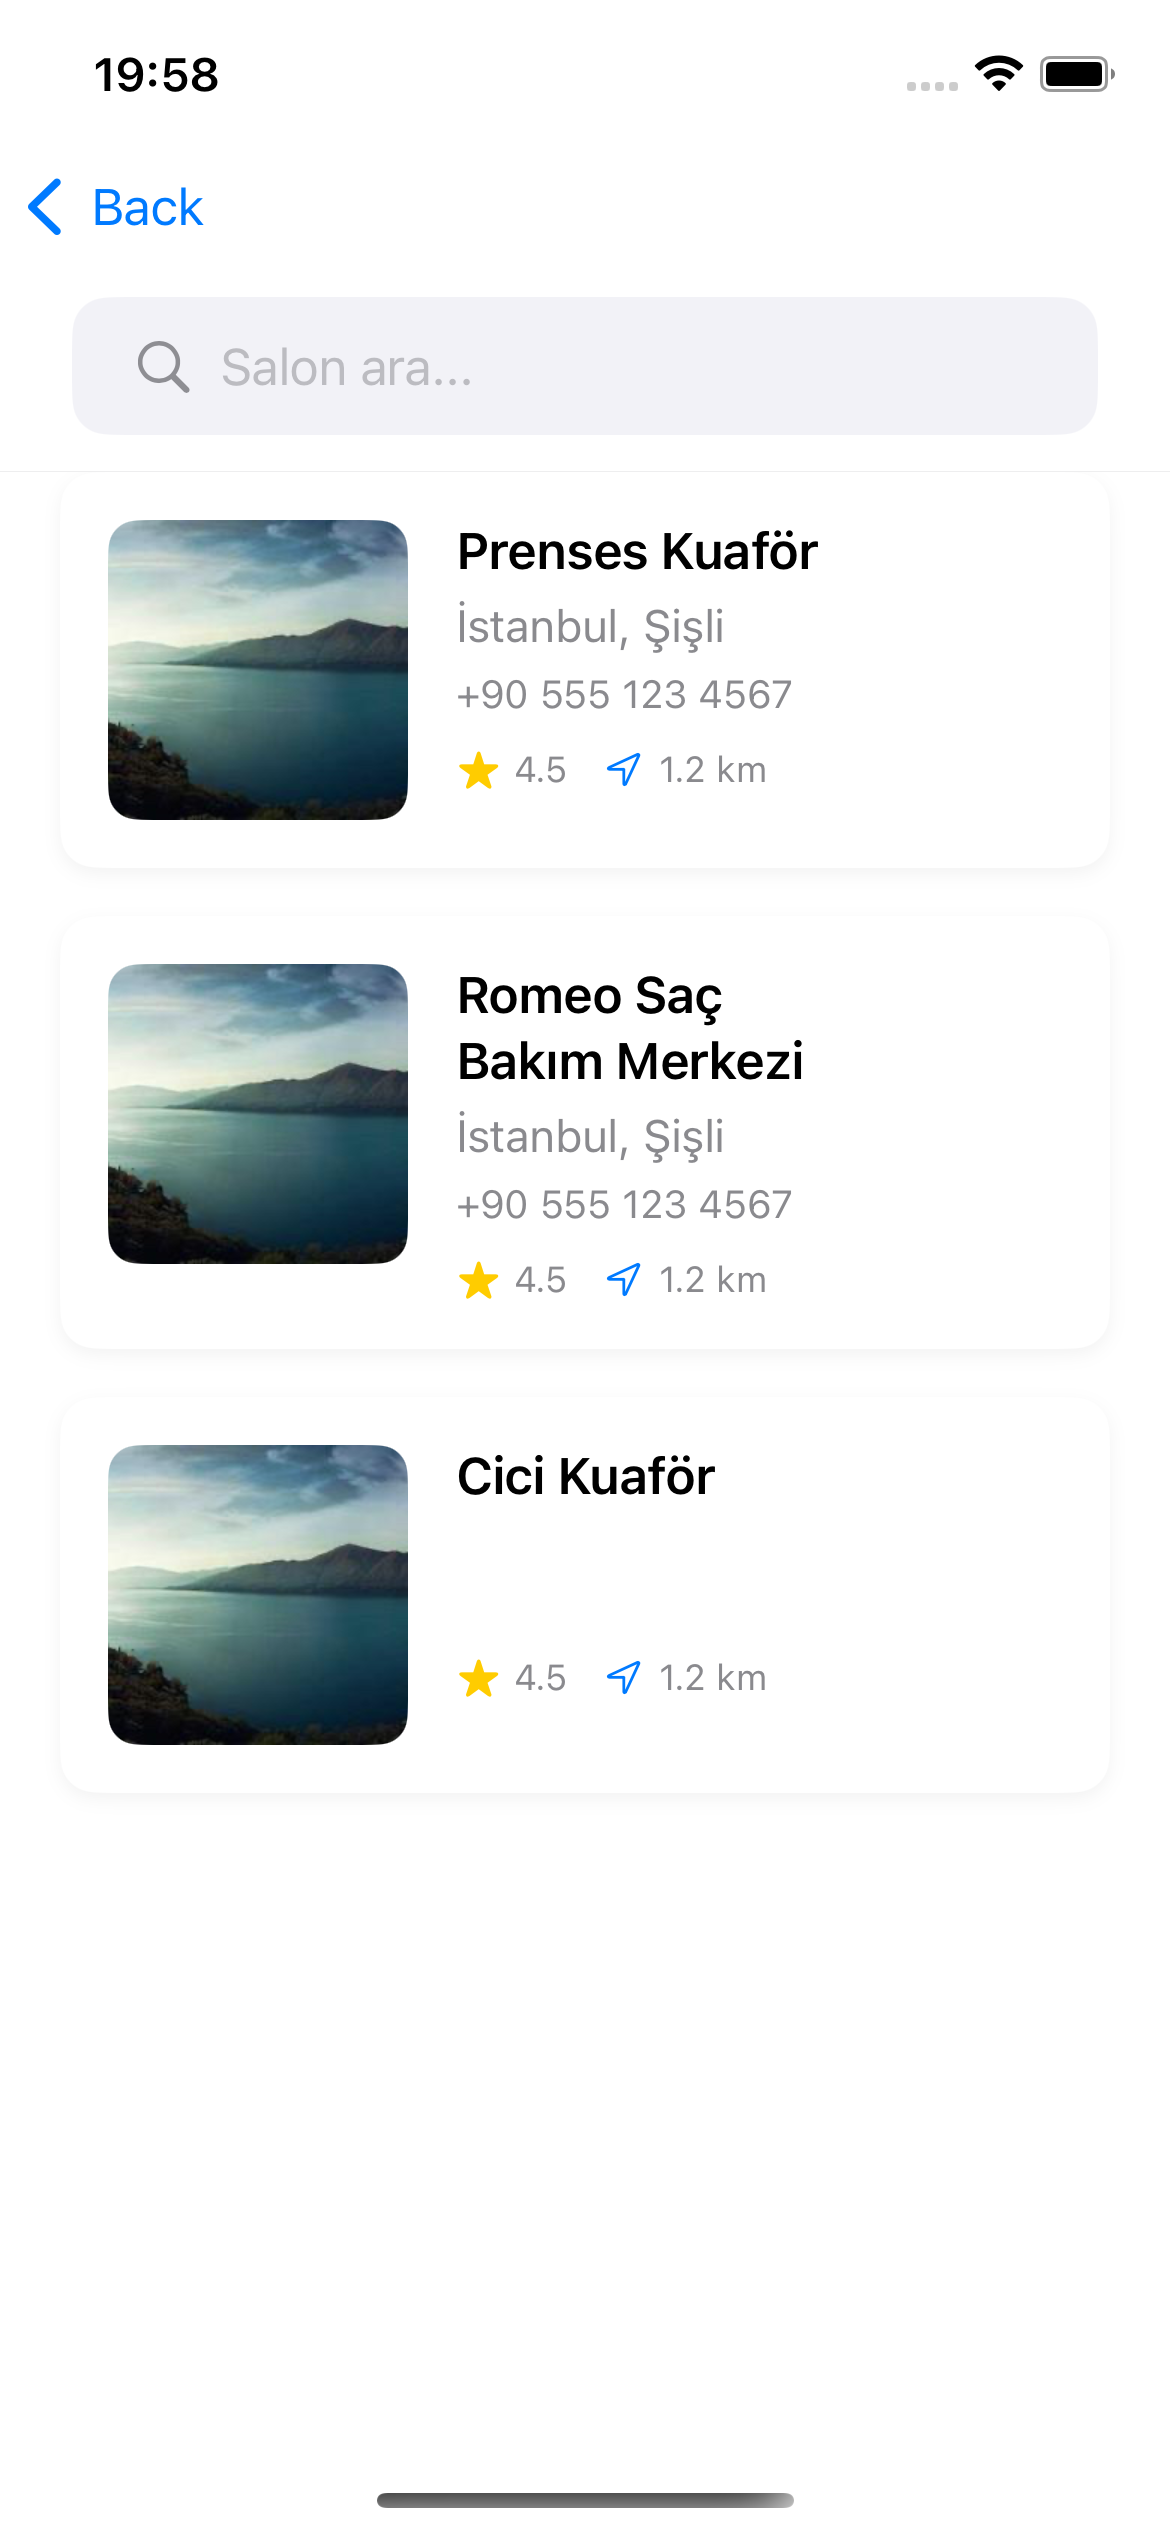 19:58
Back
Salon ara...
Prenses Kuaför
İstanbul, Şişli
+90 555 123 4567
4.5 1.2 km
Romeo Saç
Bakım Merkezi
İstanbul, Şişli
+90 555 123 4567
4.5 1.2 km
Cici Kuaför
4.5 1.2 km